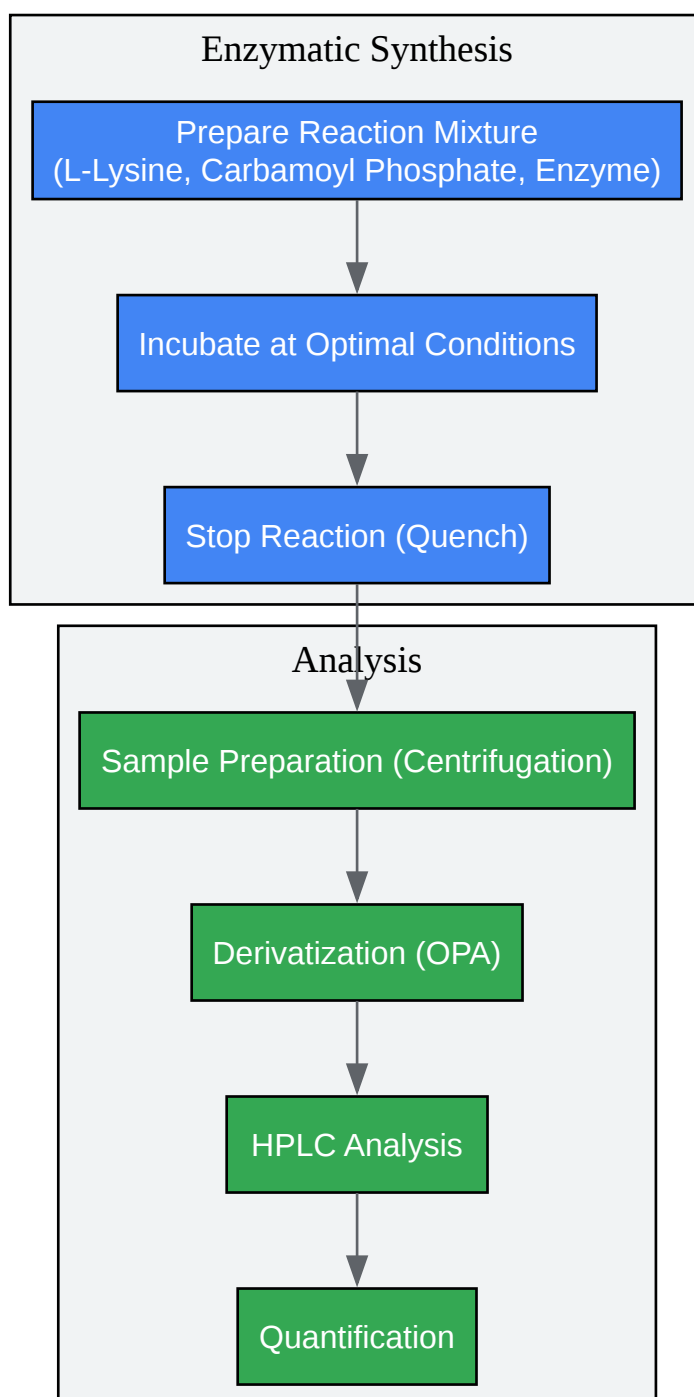 Enzymatic Synthesis
Prepare Reaction Mixture
(L-Lysine, Carbamoyl Phosphate, Enzyme)
Incubate at Optimal Conditions
Stop Reaction (Quench)
Analysis
Sample Preparation (Centrifugation)
Derivatization (OPA)
HPLC Analysis
Quantification